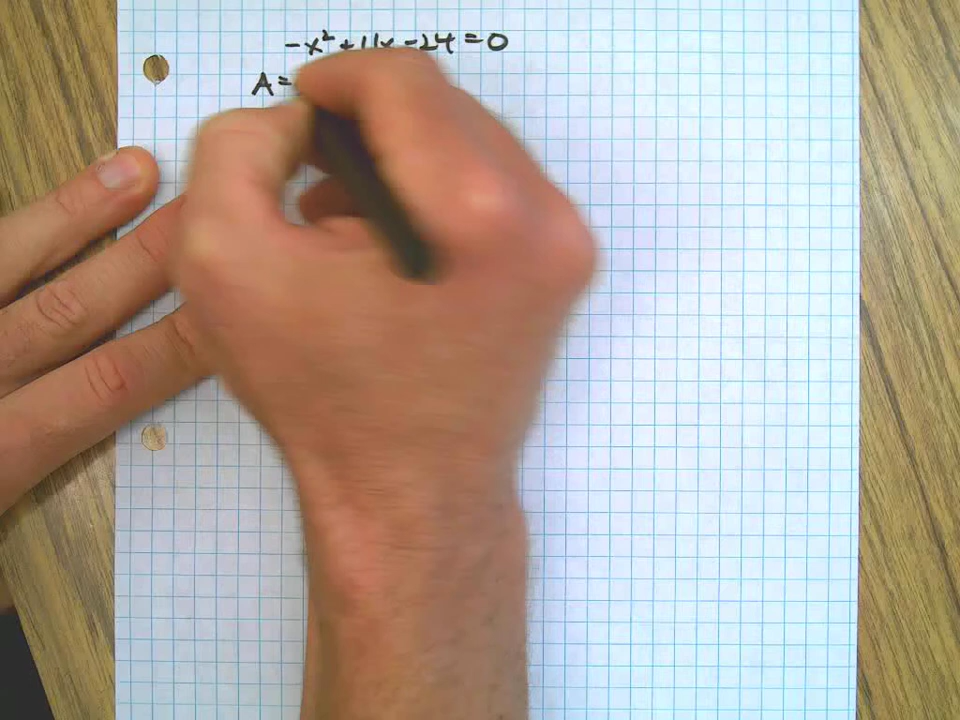 -x² + 11x - 24 = 0
A =